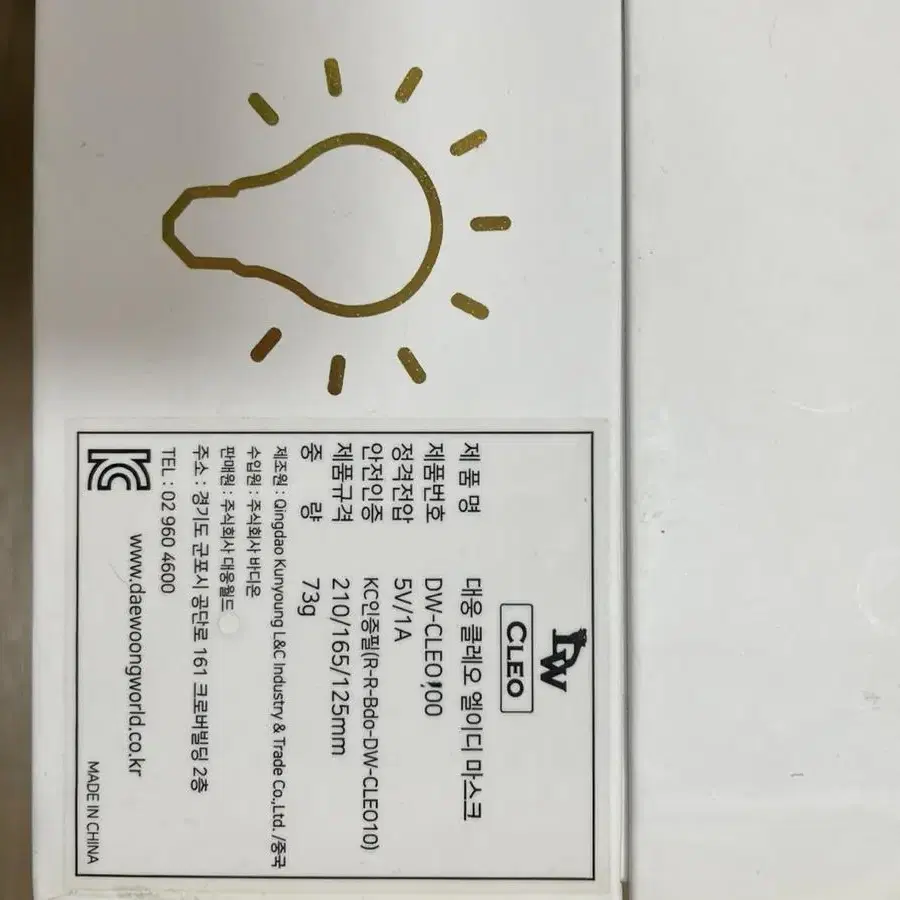 DW
CLEO
제 품 명 대웅 클레오 엘이디 마스크
제품번호 DW-CLEO100
정격전압 5V/1A
안전인증 KC인증필(R-R-Bdo-DW-CLEO10)
제품규격 210/165/125mm
중 량 73g
제조원 : Qingdao Kunyoung L&C Industry & Trade Co.,Ltd. /중국
수입원 : 주식회사 바디온
판매원 : 주식회사 대웅월드
주소 : 경기도 군포시 공단로 161 크로버빌딩 2층
TEL : 02 960 4600
www.daewoongworld.co.kr
KC
MADE IN CHINA